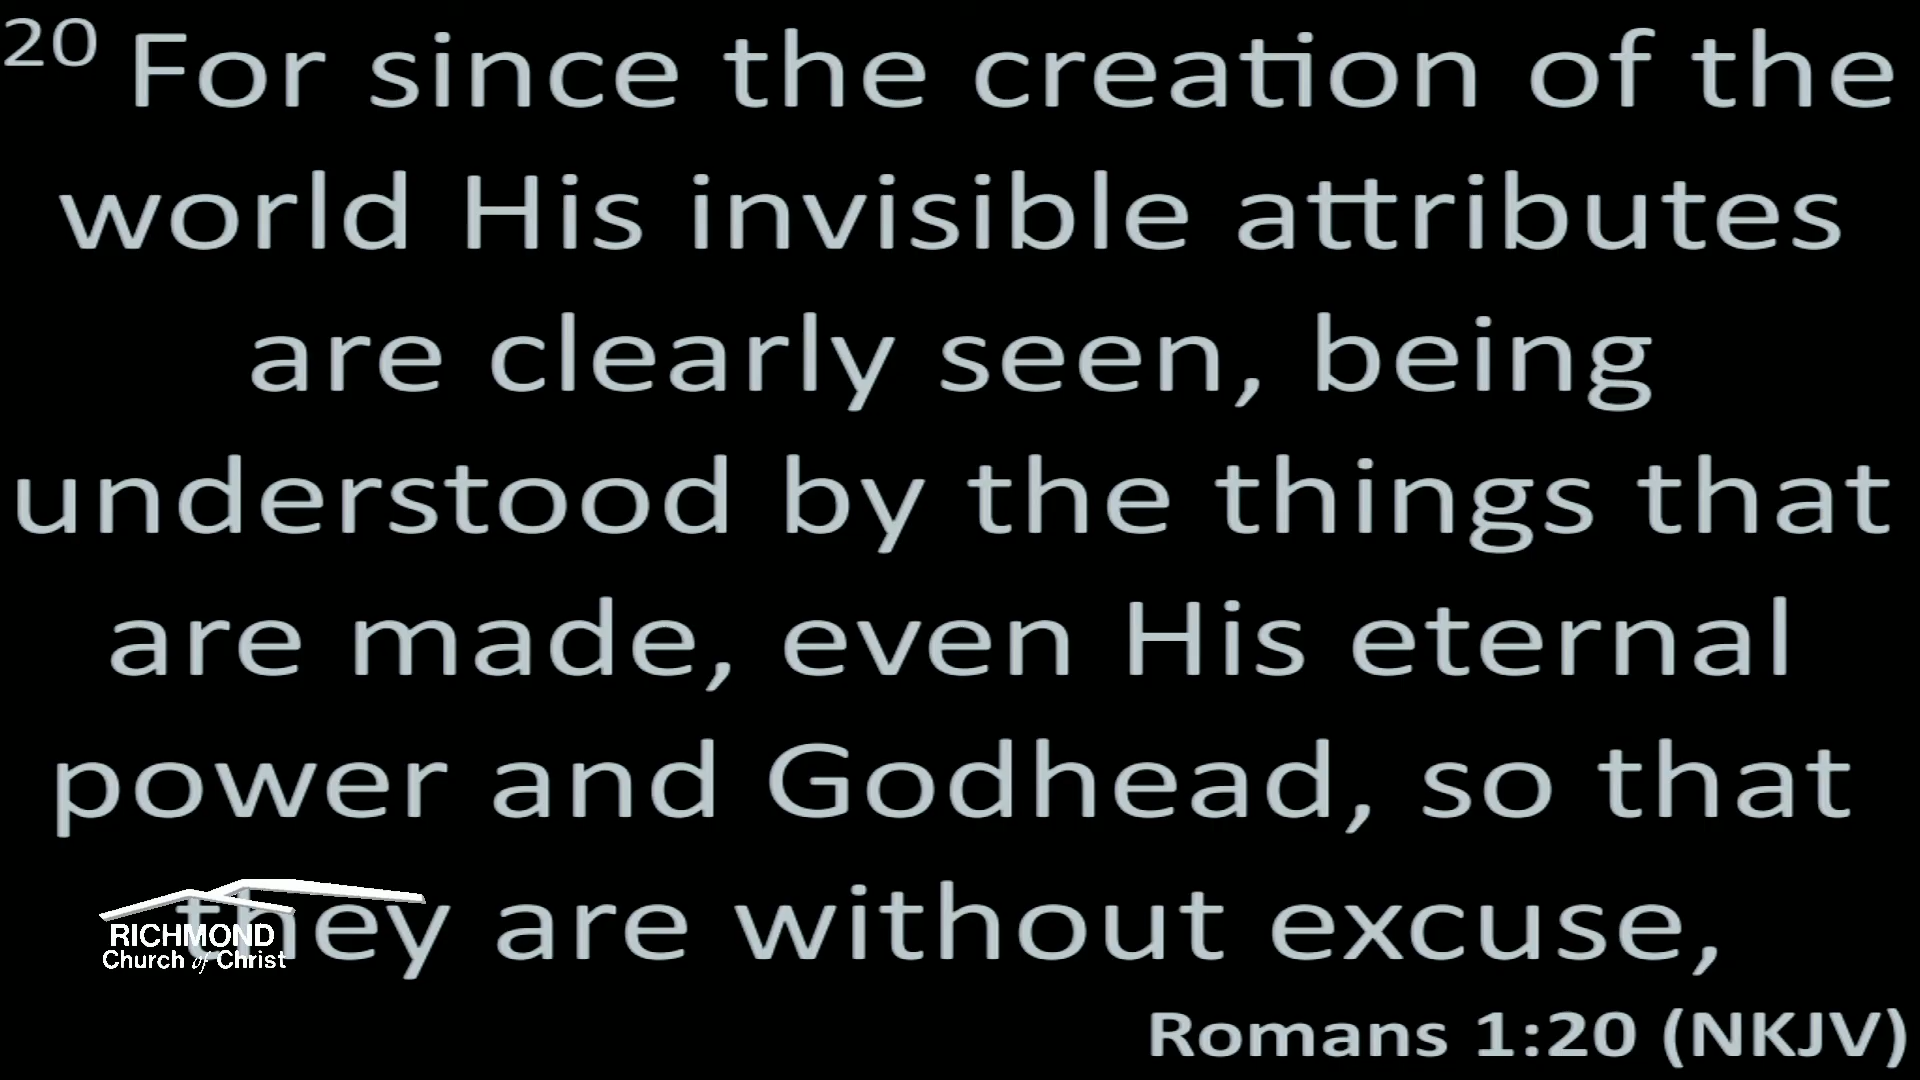 20 For since the creation of the
world His invisible attributes
are clearly seen, being
understood by the things that
are made, even His eternal
power and Godhead, so that
they are without excuse,
RICHMOND
Church of Christ
Romans 1:20 (NKJV)